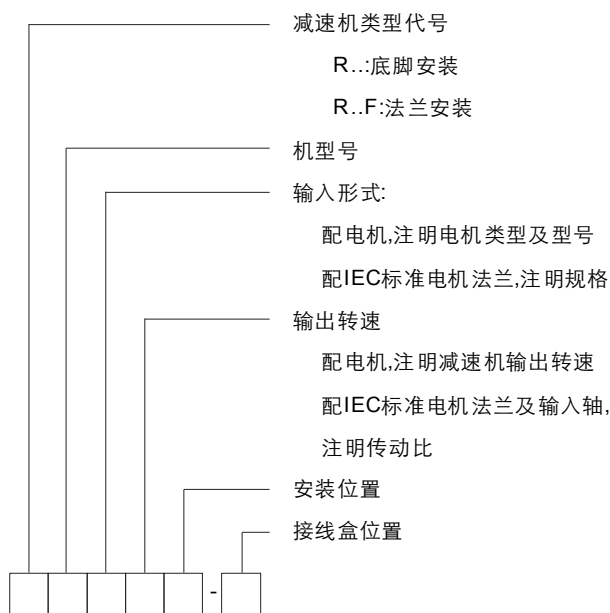 减速机类型代号
R..:底脚安装
R..F:法兰安装
机型号
输入形式:
配电机,注明电机类型及型号
配IEC标准电机法兰,注明规格
输出转速
配电机,注明减速机输出转速
配IEC标准电机法兰及输入轴,
注明传动比
安装位置
接线盒位置
-